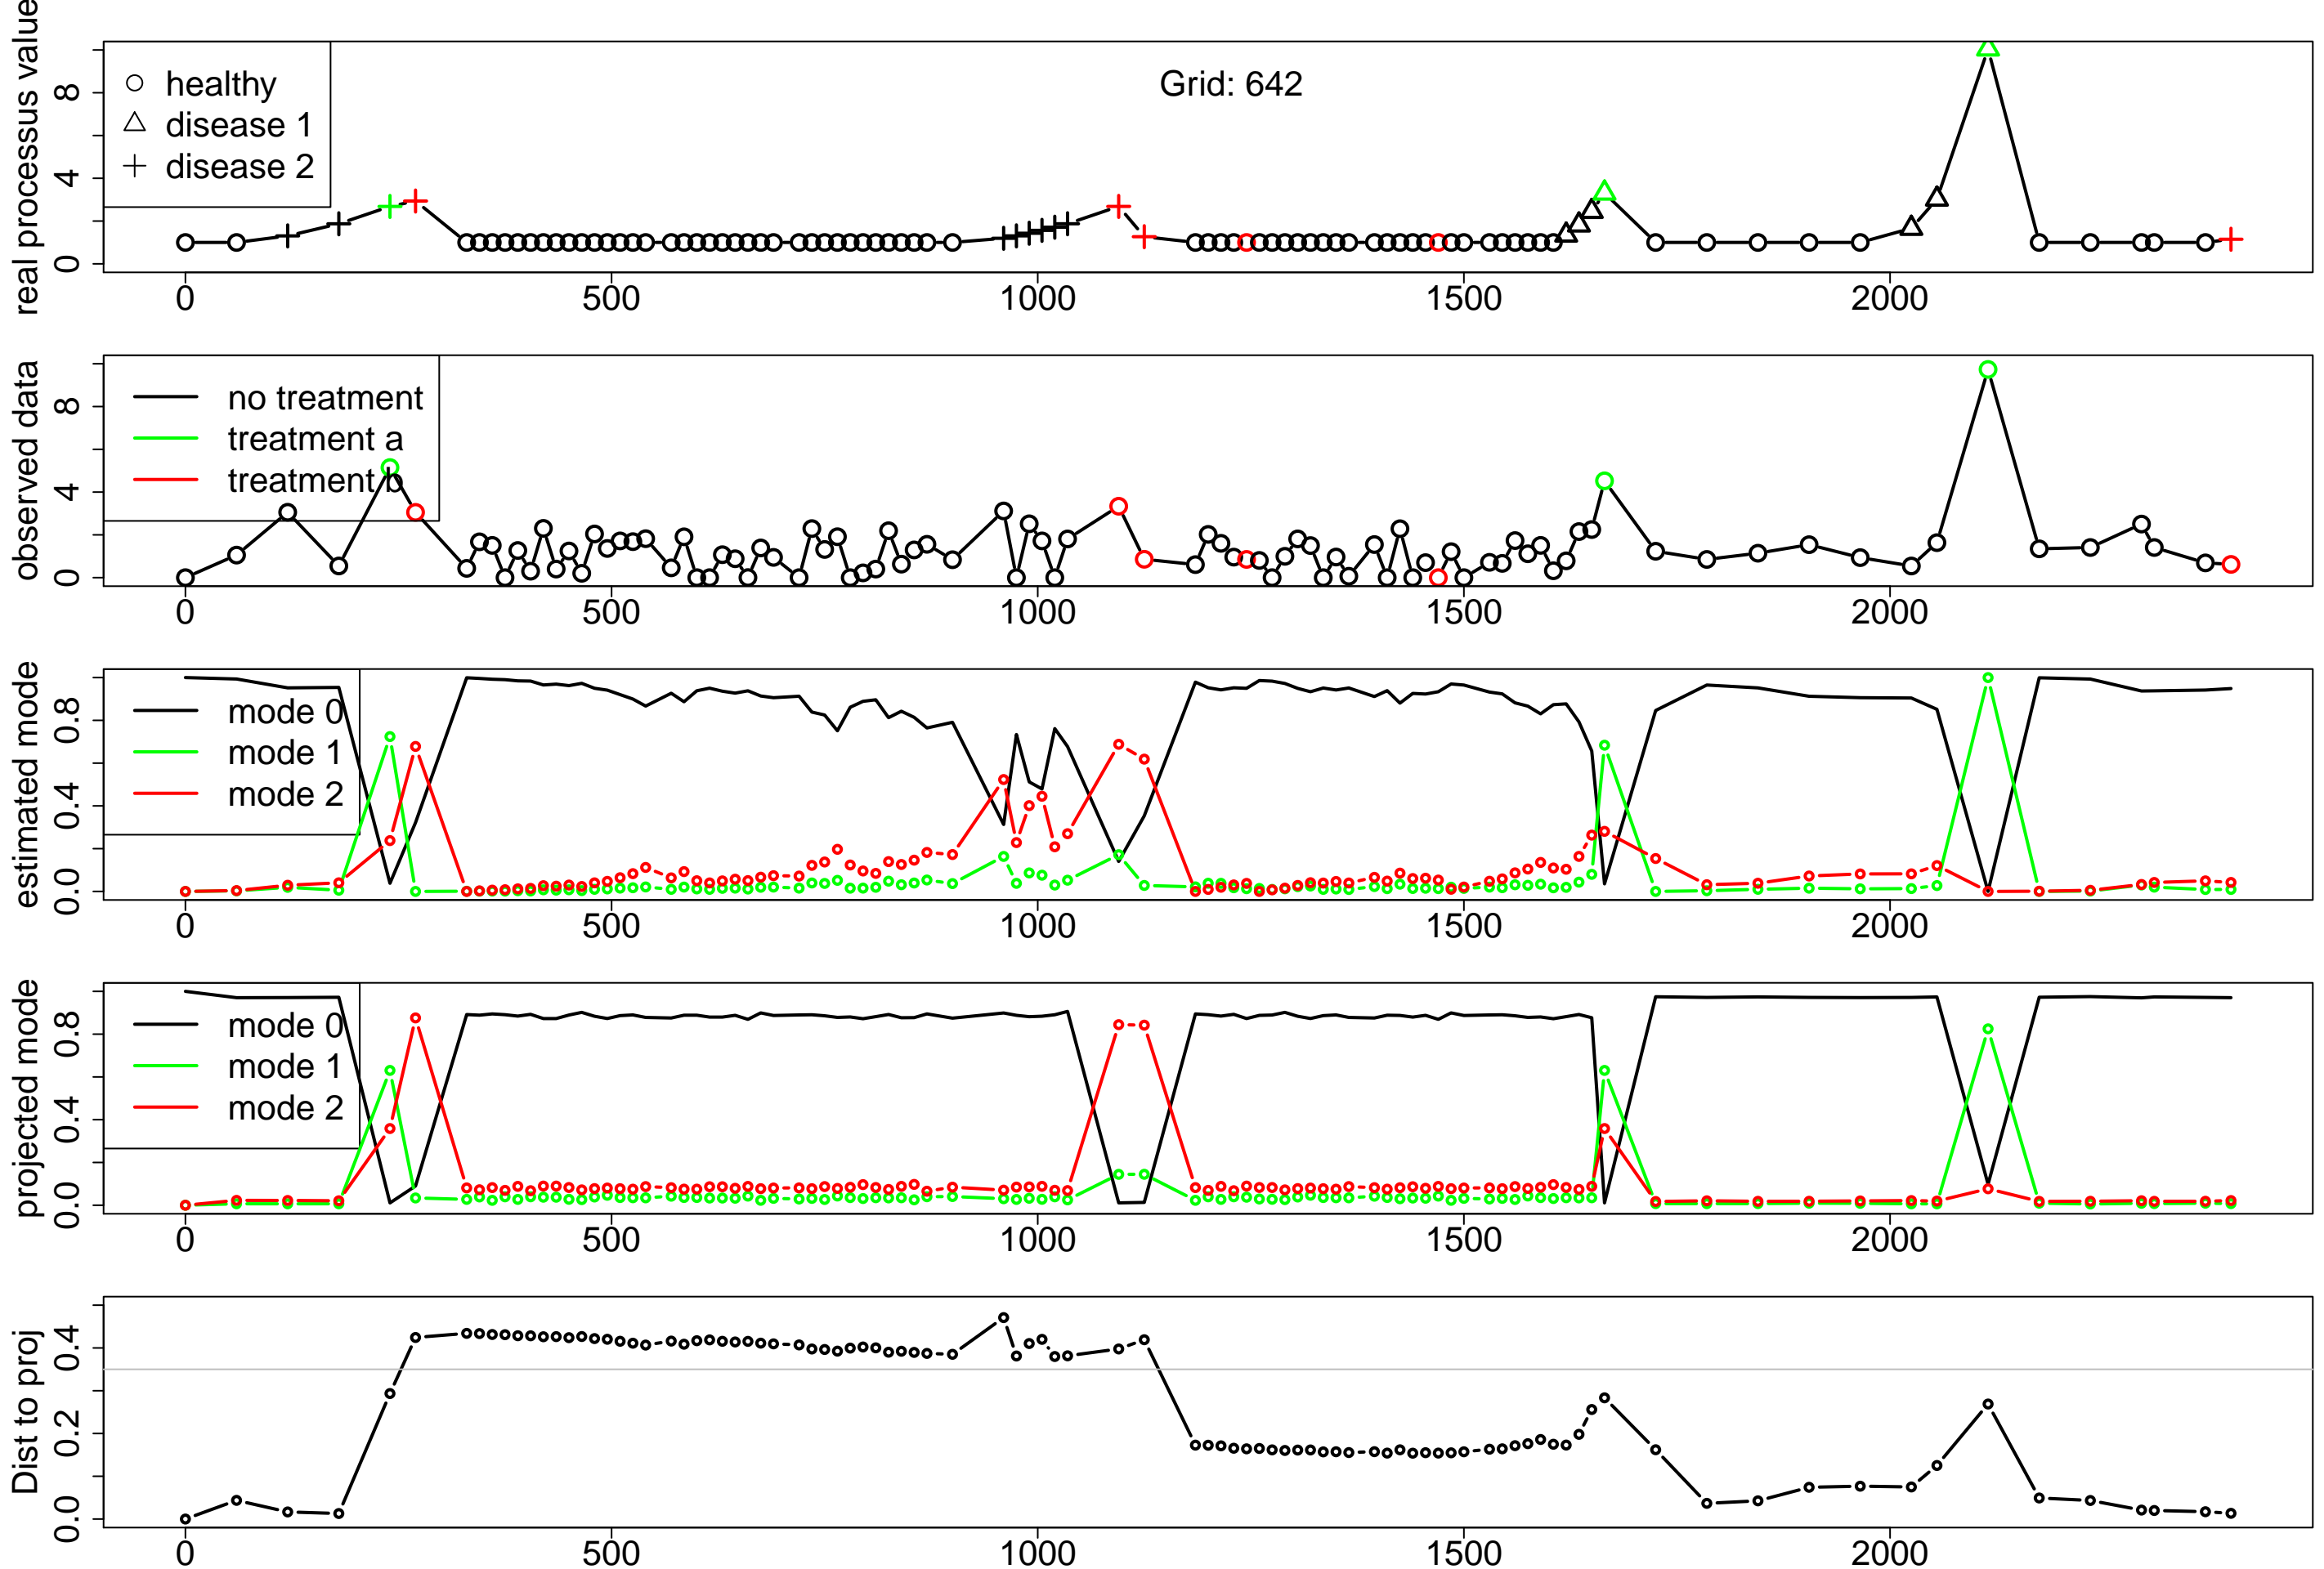 real processus value
0 4 8
healthy
disease 1
disease 2
Grid: 642
0 500 1000 1500 2000
observed data
0 4 8
no treatment
treatment a
treatment b
0 500 1000 1500 2000
estimated mode
0.0 0.4 0.8
mode 0
mode 1
mode 2
0 500 1000 1500 2000
projected mode
0.0 0.4 0.8
mode 0
mode 1
mode 2
0 500 1000 1500 2000
Dist to proj
0.0 0.2 0.4
0 500 1000 1500 2000